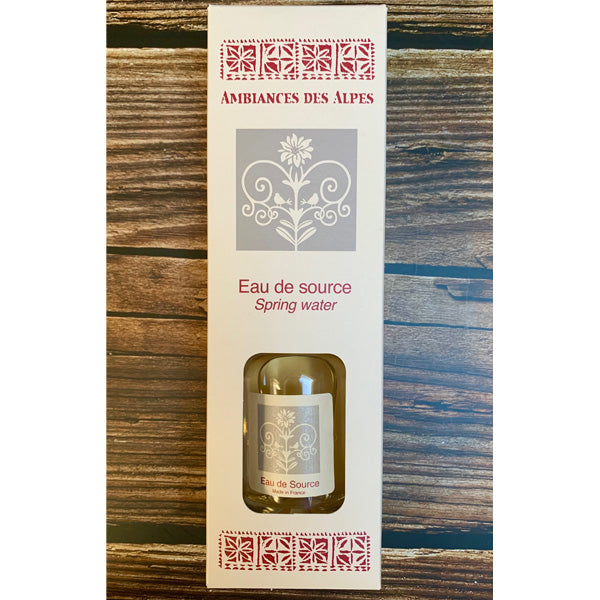 AMBIANCES DES ALPES
Eau de source
Spring water
Eau de Source
Made in France